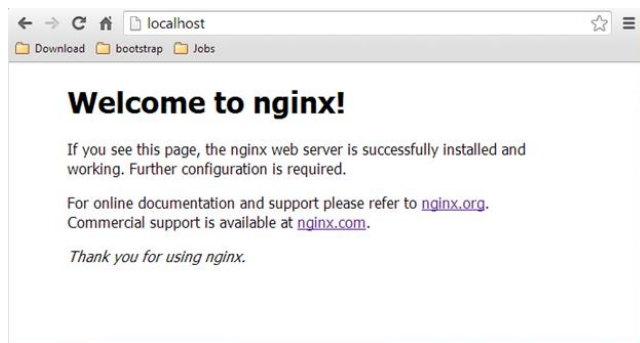 localhost
Download bootstrap Jobs
Welcome to nginx!
If you see this page, the nginx web server is successfully installed and
working. Further configuration is required.
For online documentation and support please refer to nginx.org.
Commercial support is available at nginx.com.
Thank you for using nginx.